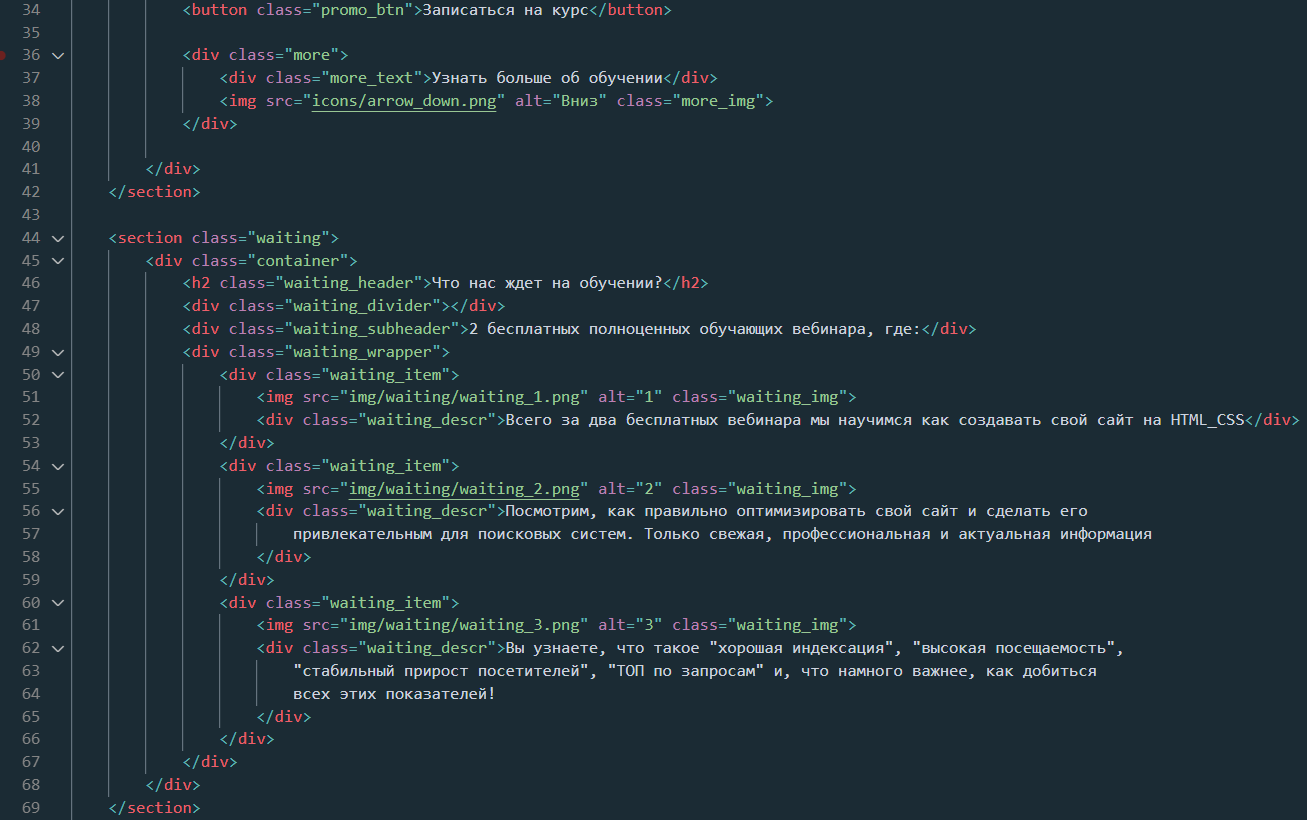 34 <button class="promo_btn">Записаться на курс</button>
35
36 <div class="more">
37 <div class="more_text">Узнать больше об обучении</div>
38 <img src="icons/arrow_down.png" alt="Вниз" class="more_img">
39 </div>
40
41 </div>
42 </section>
43
44 <section class="waiting">
45 <div class="container">
46 <h2 class="waiting_header">Что нас ждет на обучении?</h2>
47 <div class="waiting_divider"></div>
48 <div class="waiting_subheader">2 бесплатных полноценных обучающих вебинара, где:</div>
49 <div class="waiting_wrapper">
50 <div class="waiting_item">
51 <img src="img/waiting/waiting_1.png" alt="1" class="waiting_img">
52 <div class="waiting_descr">Всего за два бесплатных вебинара мы научимся как создавать свой сайт на HTML_CSS</div>
53 </div>
54 <div class="waiting_item">
55 <img src="img/waiting/waiting_2.png" alt="2" class="waiting_img">
56 <div class="waiting_descr">Посмотрим, как правильно оптимизировать свой сайт и сделать его
57 привлекательным для поисковых систем. Только свежая, профессиональная и актуальная информация
58 </div>
59 </div>
60 <div class="waiting_item">
61 <img src="img/waiting/waiting_3.png" alt="3" class="waiting_img">
62 <div class="waiting_descr">Вы узнаете, что такое "хорошая индексация", "высокая посещаемость",
63 "стабильный прирост посетителей", "ТОП по запросам" и, что намного важнее, как добиться
64 всех этих показателей!
65 </div>
66 </div>
67 </div>
68 </div>
69 </section>